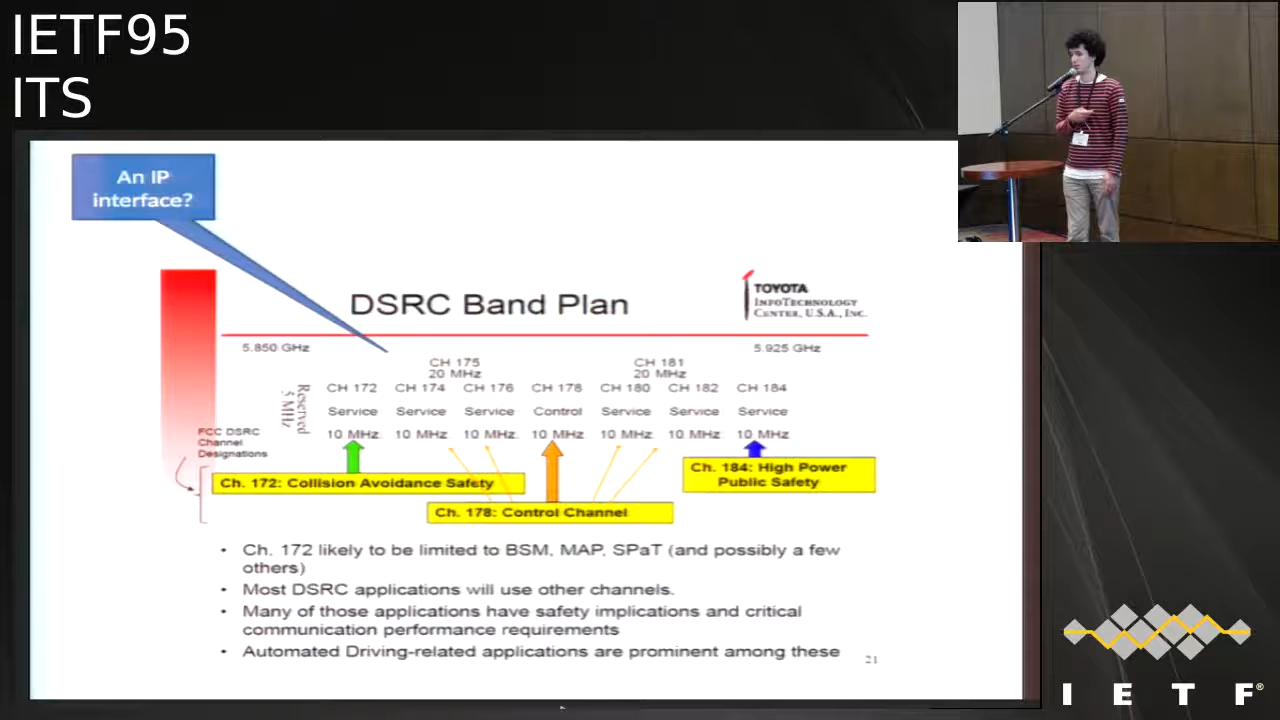 IETF95
ITS
An IP
interface?
DSRC Band Plan
TOYOTA
INFOTECHNOLOGY
CENTER, U.S.A., INC.
5.850 GHz
5.925 GHz
CH 175
20 MHz
CH 181
20 MHz
Reserved
5 MHz
CH 172 CH 174 CH 176 CH 178 CH 180 CH 182 CH 184
Service Service Service Control Service Service Service
10 MHz 10 MHz 10 MHz 10 MHz 10 MHz 10 MHz 10 MHz
FCC DSRC
Channel
Designations
Ch. 172: Collision Avoidance Safety
Ch. 184: High Power
Public Safety
Ch. 178: Control Channel
• Ch. 172 likely to be limited to BSM, MAP, SPaT (and possibly a few
others)
• Most DSRC applications will use other channels.
• Many of those applications have safety implications and critical
communication performance requirements
• Automated Driving-related applications are prominent among these
21
I E T F®